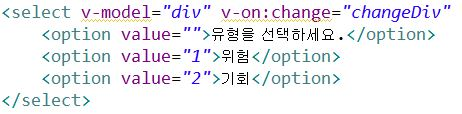 <select v-model="div" v-on:change="changeDiv"
<option value="">유형을 선택하세요.</option>
<option value="1">위험</option>
<option value="2">기회</option>
</select>